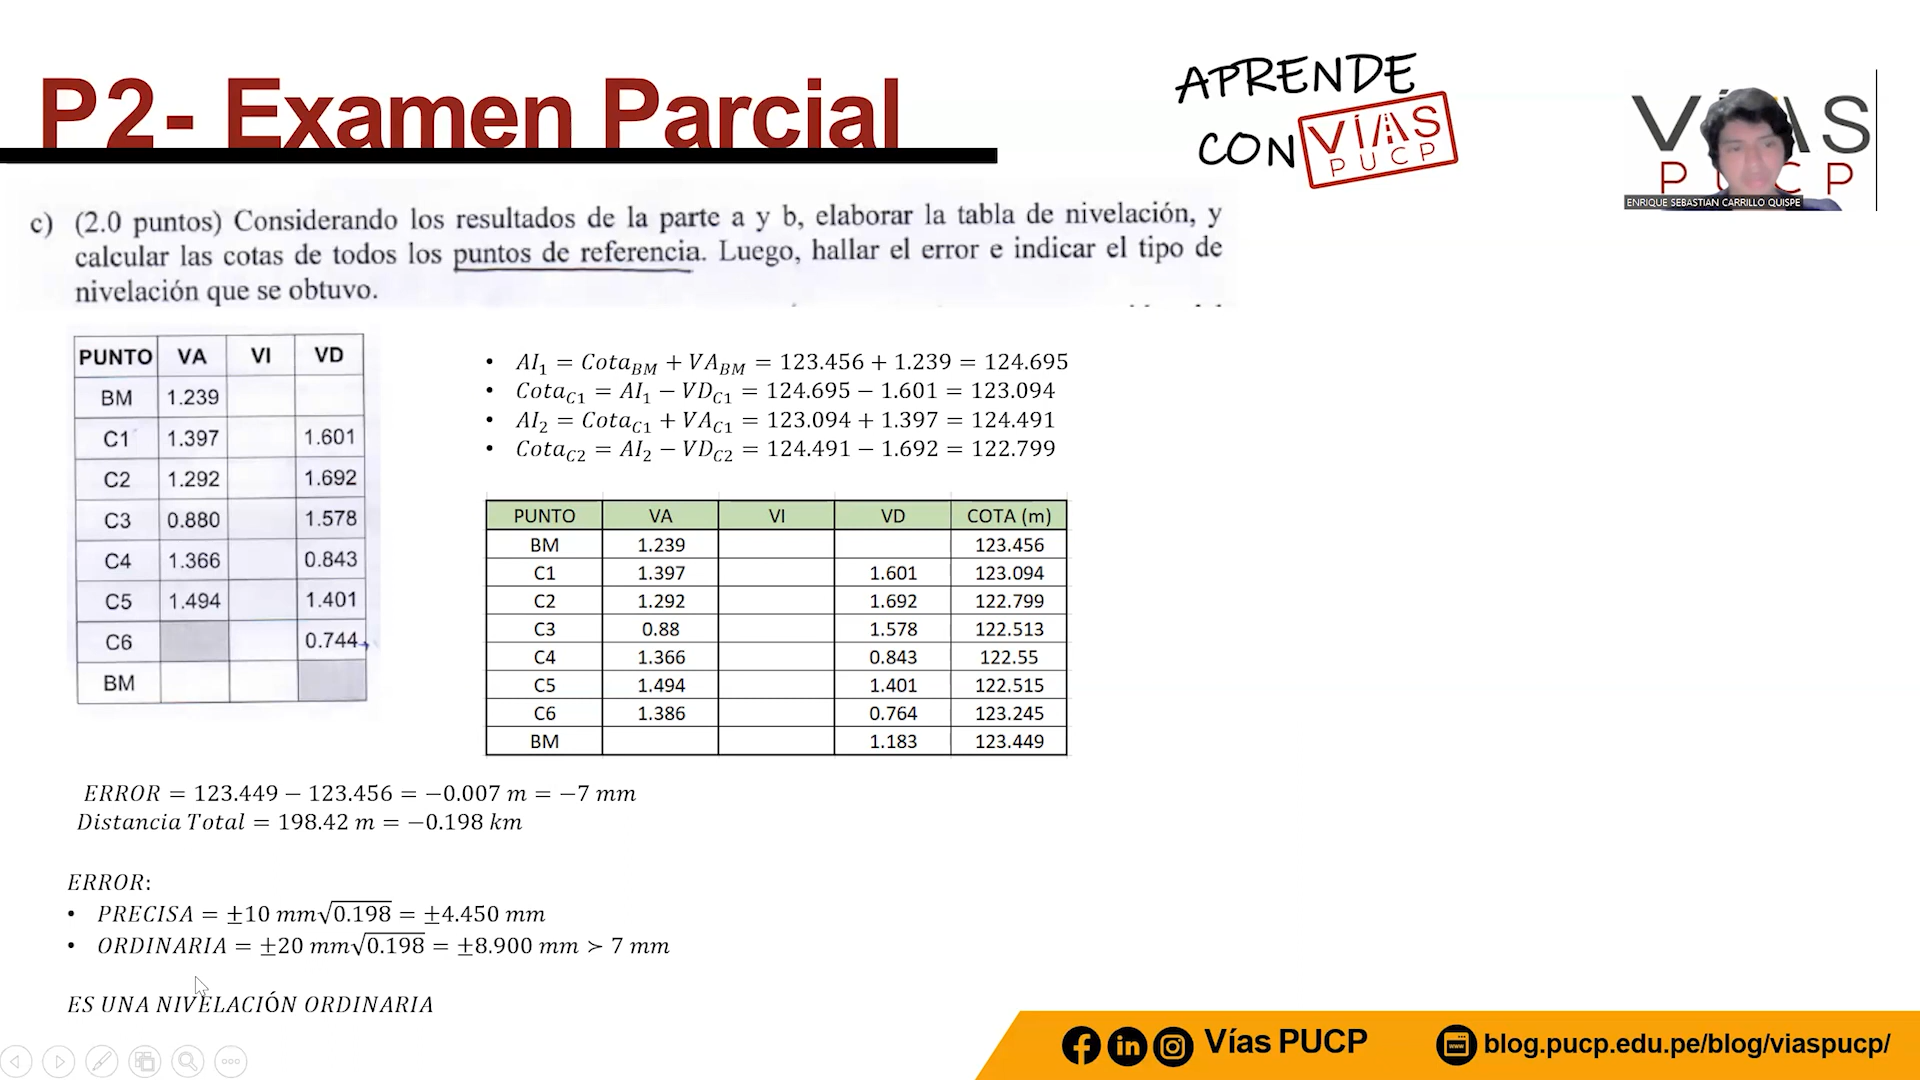 P2- Examen Parcial
APRENDE
CON VÍAS
PUCP
VÍAS
PUCP
ENRIQUE SEBASTIAN CARRILLO QUISPE
c) (2.0 puntos) Considerando los resultados de la parte a y b, elaborar la tabla de nivelación, y
calcular las cotas de todos los puntos de referencia. Luego, hallar el error e indicar el tipo de
nivelación que se obtuvo.
PUNTO VA VI VD
BM 1.239
C1 1.397 1.601
C2 1.292 1.692
C3 0.880 1.578
C4 1.366 0.843
C5 1.494 1.401
C6 0.744
BM
• AI₁ = Cota_BM + VA_BM = 123.456 + 1.239 = 124.695
• Cota_C1 = AI₁ − VD_C1 = 124.695 − 1.601 = 123.094
• AI₂ = Cota_C1 + VA_C1 = 123.094 + 1.397 = 124.491
• Cota_C2 = AI₂ − VD_C2 = 124.491 − 1.692 = 122.799
PUNTO VA VI VD COTA (m)
BM 1.239 123.456
C1 1.397 1.601 123.094
C2 1.292 1.692 122.799
C3 0.88 1.578 122.513
C4 1.366 0.843 122.55
C5 1.494 1.401 122.515
C6 1.386 0.764 123.245
BM 1.183 123.449
ERROR = 123.449 − 123.456 = −0.007 m = −7 mm
Distancia Total = 198.42 m = −0.198 km
ERROR:
• PRECISA = ±10 mm√0.198 = ±4.450 mm
• ORDINARIA = ±20 mm√0.198 = ±8.900 mm > 7 mm
ES UNA NIVELACIÓN ORDINARIA
Vías PUCP
www
blog.pucp.edu.pe/blog/viaspucp/